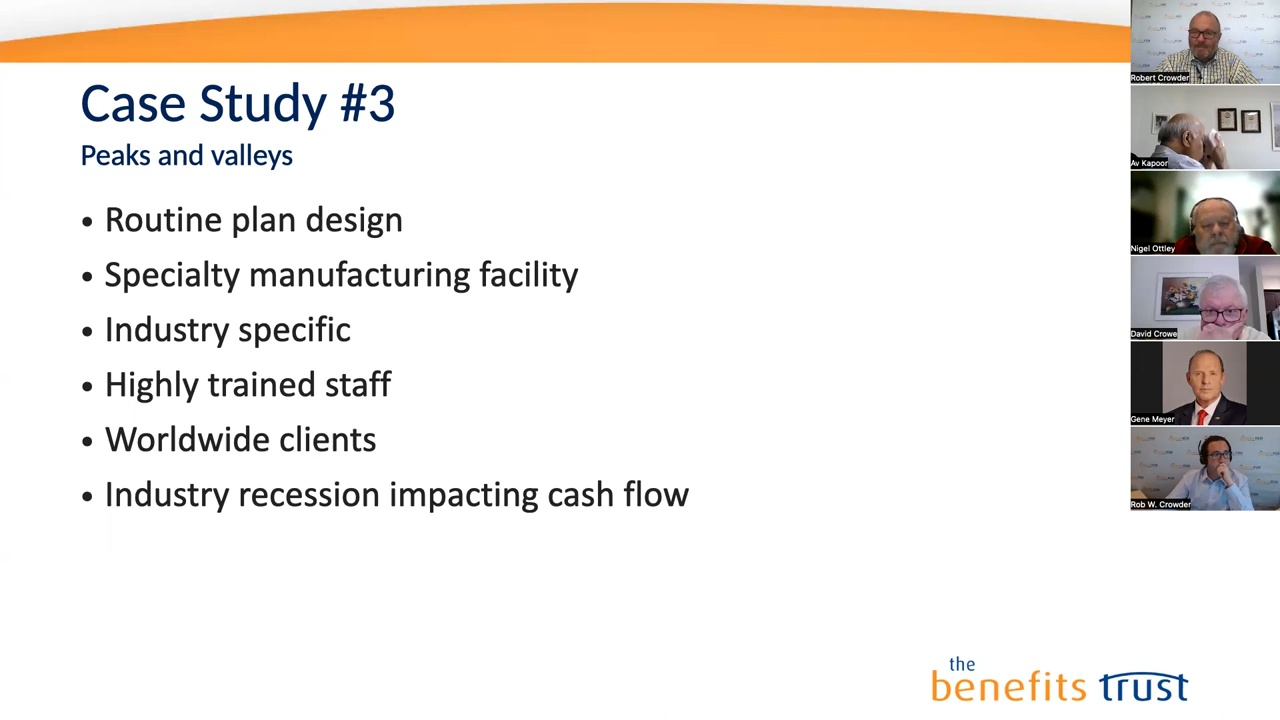 Case Study #3
Peaks and valleys
• Routine plan design
• Specialty manufacturing facility
• Industry specific
• Highly trained staff
• Worldwide clients
• Industry recession impacting cash flow
the
benefits trust
Robert Crowder
Av Kapoor
Nigel Ottley
David Crowe
Gene Meyer
Rob W. Crowder